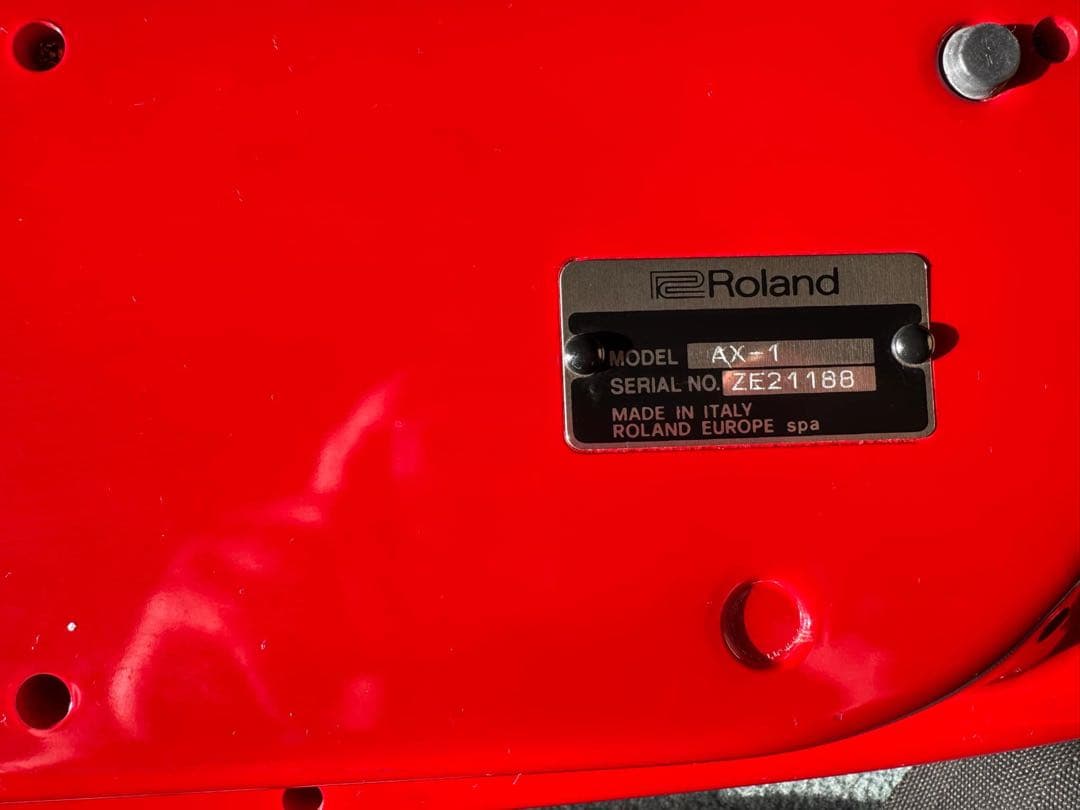 Roland
MODEL AX-1
SERIAL NO. ZE21188
MADE IN ITALY
ROLAND EUROPE spa